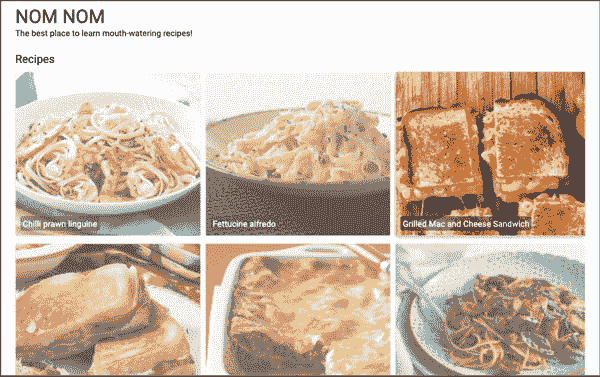 NOM NOM
The best place to learn mouth-watering recipes!
Recipes
Chilli prawn linguine
Fettucine alfredo
Grilled Mac and Cheese Sandwich